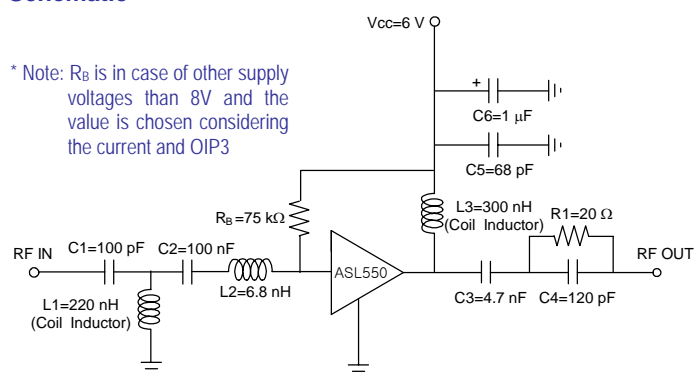 Schematic
Vcc=6 V
* Note: RB is in case of other supply
voltages than 8V and the
value is chosen considering
the current and OIP3
+
C6=1 μF
C5=68 pF
RB=75 kΩ
L3=300 nH
(Coil Inductor)
R1=20 Ω
RF IN
C1=100 pF
C2=100 nF
ASL550
RF OUT
L2=6.8 nH
L1=220 nH
(Coil Inductor)
C3=4.7 nF
C4=120 pF